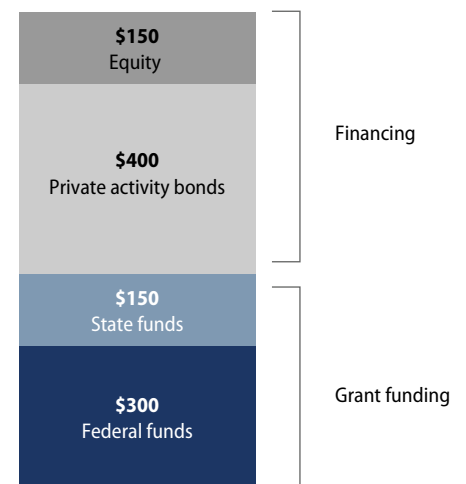 $150
Equity
Financing
$400
Private activity bonds
$150
State funds
Grant funding
$300
Federal funds